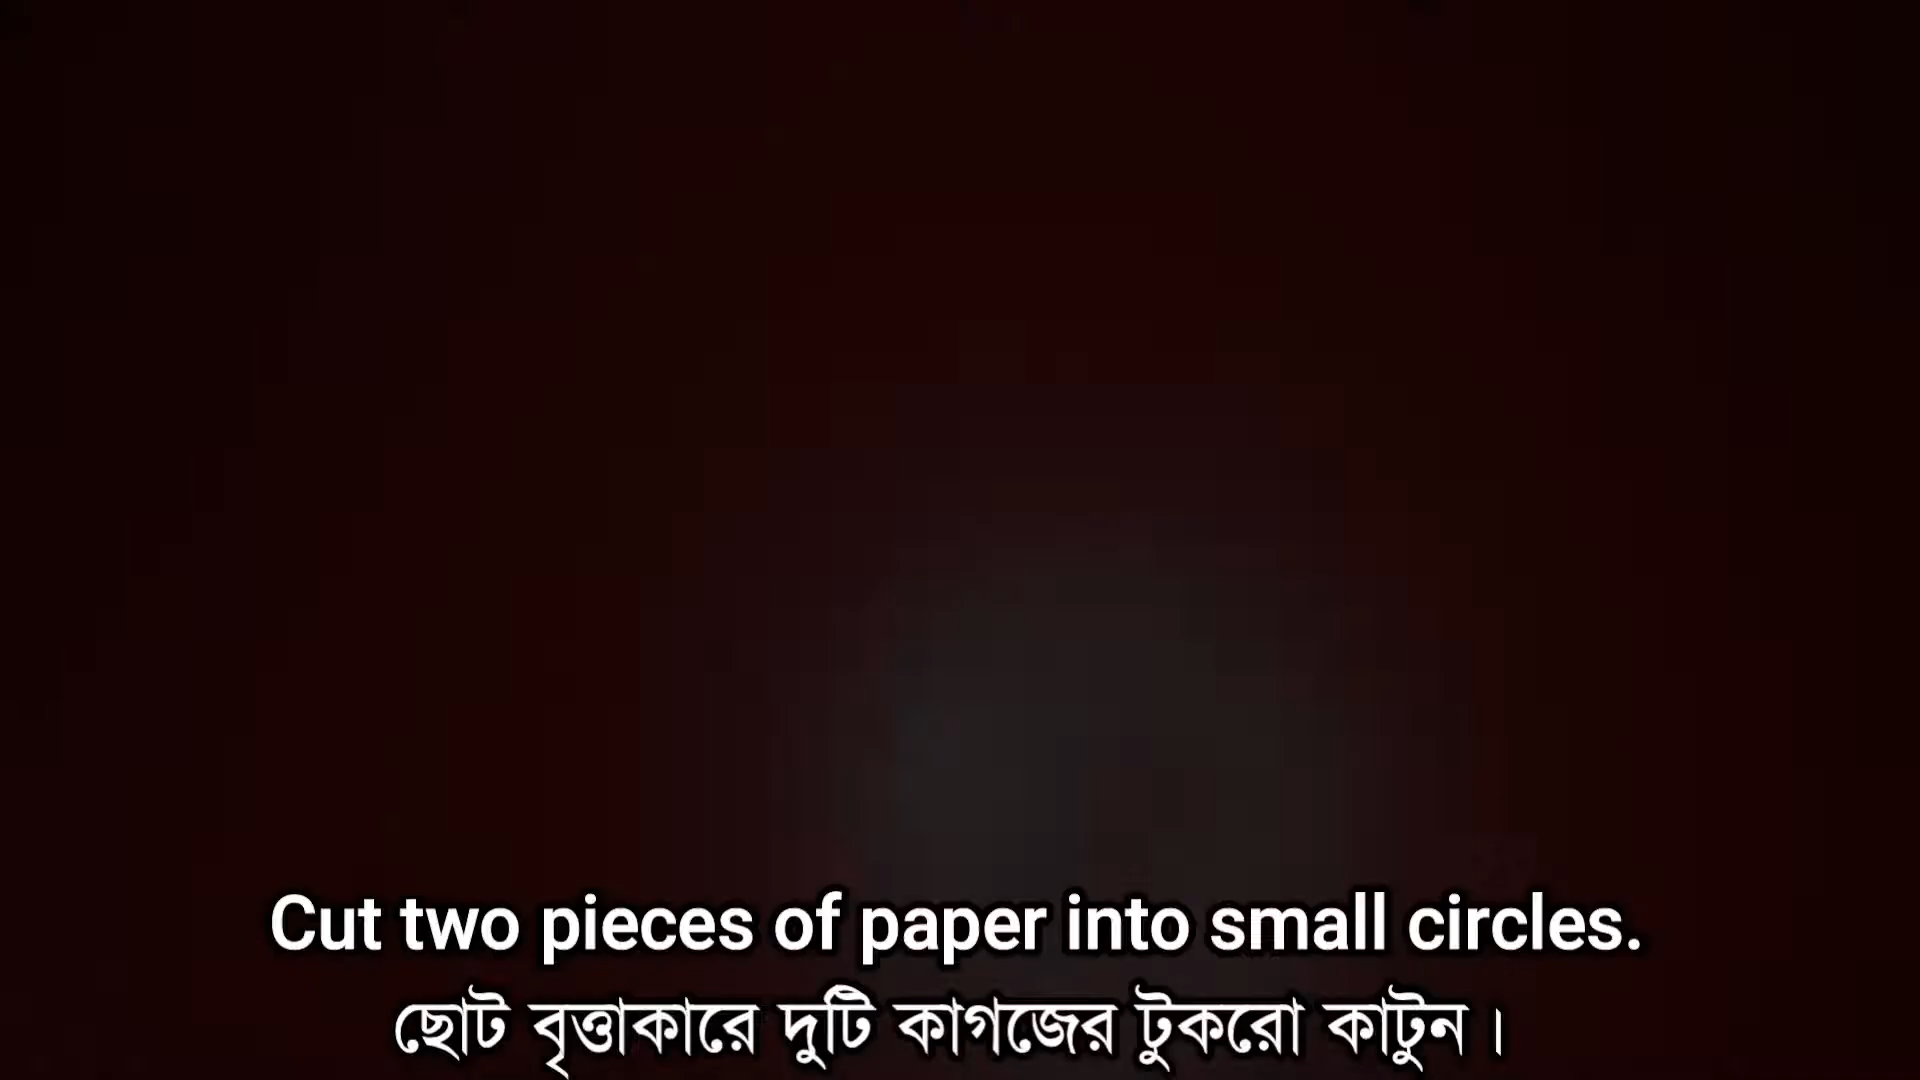 Cut two pieces of paper into small circles.
ছোট বৃত্তাকারে দুটি কাগজের টুকরো কাটুন।